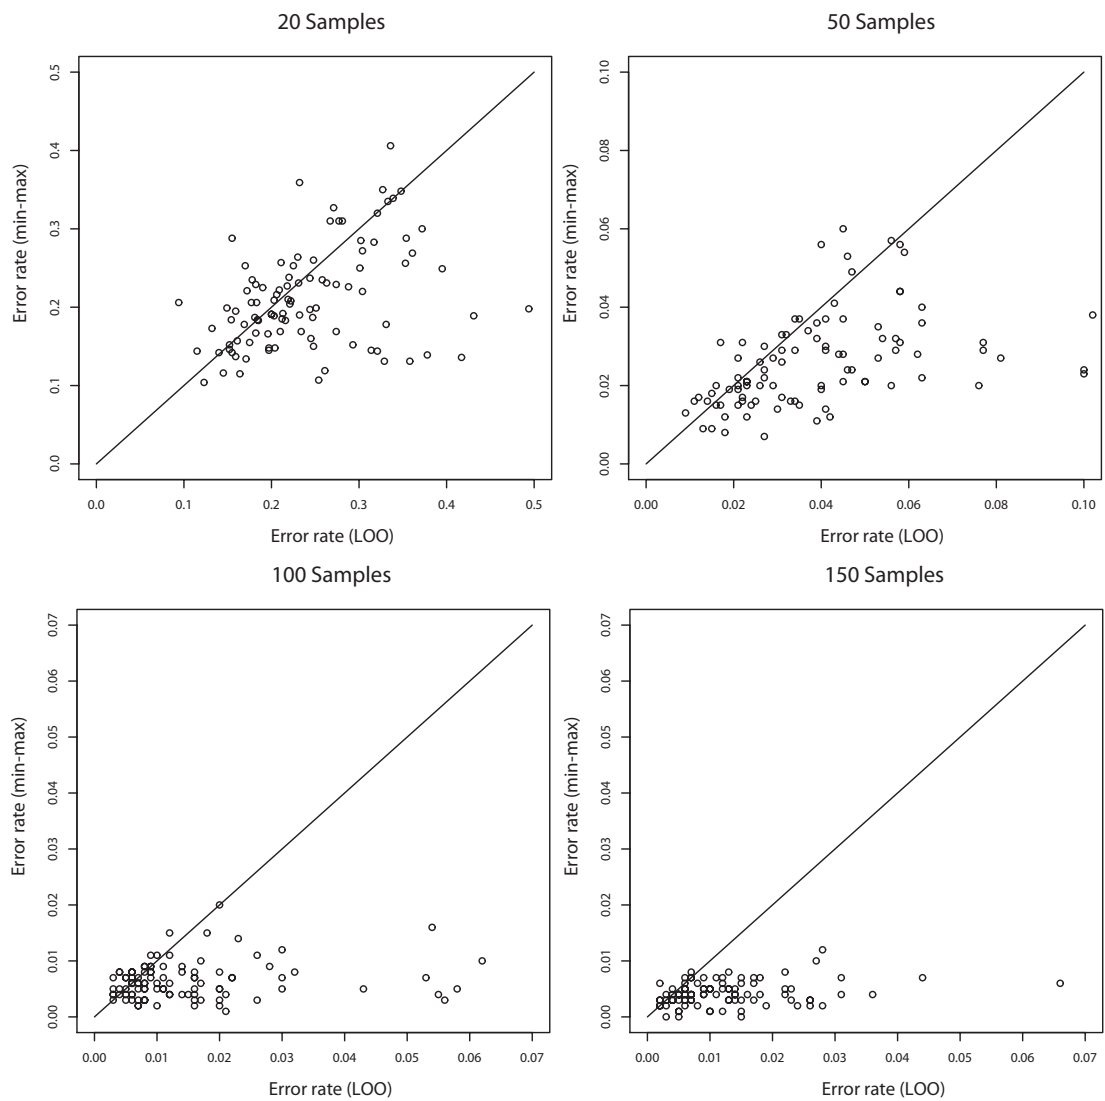 20 Samples
50 Samples
Error rate (min-max)
0.5
0.4
0.3
0.2
0.1
0.0
0.0 0.1 0.2 0.3 0.4 0.5
Error rate (LOO)
Error rate (min-max)
0.10
0.08
0.06
0.04
0.02
0.00
0.02 0.04 0.06 0.08 0.10
0.00
Error rate (LOO)
100 Samples
150 Samples
Error rate (min-max)
0.07
0.06
0.05
0.04
0.03
0.02
0.01
0.00
0.00 0.01 0.02 0.03 0.04 0.05 0.06 0.07
Error rate (LOO)
Error rate (min-max)
0.07
0.06
0.05
0.04
0.03
0.02
0.01
0.00
0.00 0.01 0.02 0.03 0.04 0.05 0.06 0.07
Error rate (LOO)